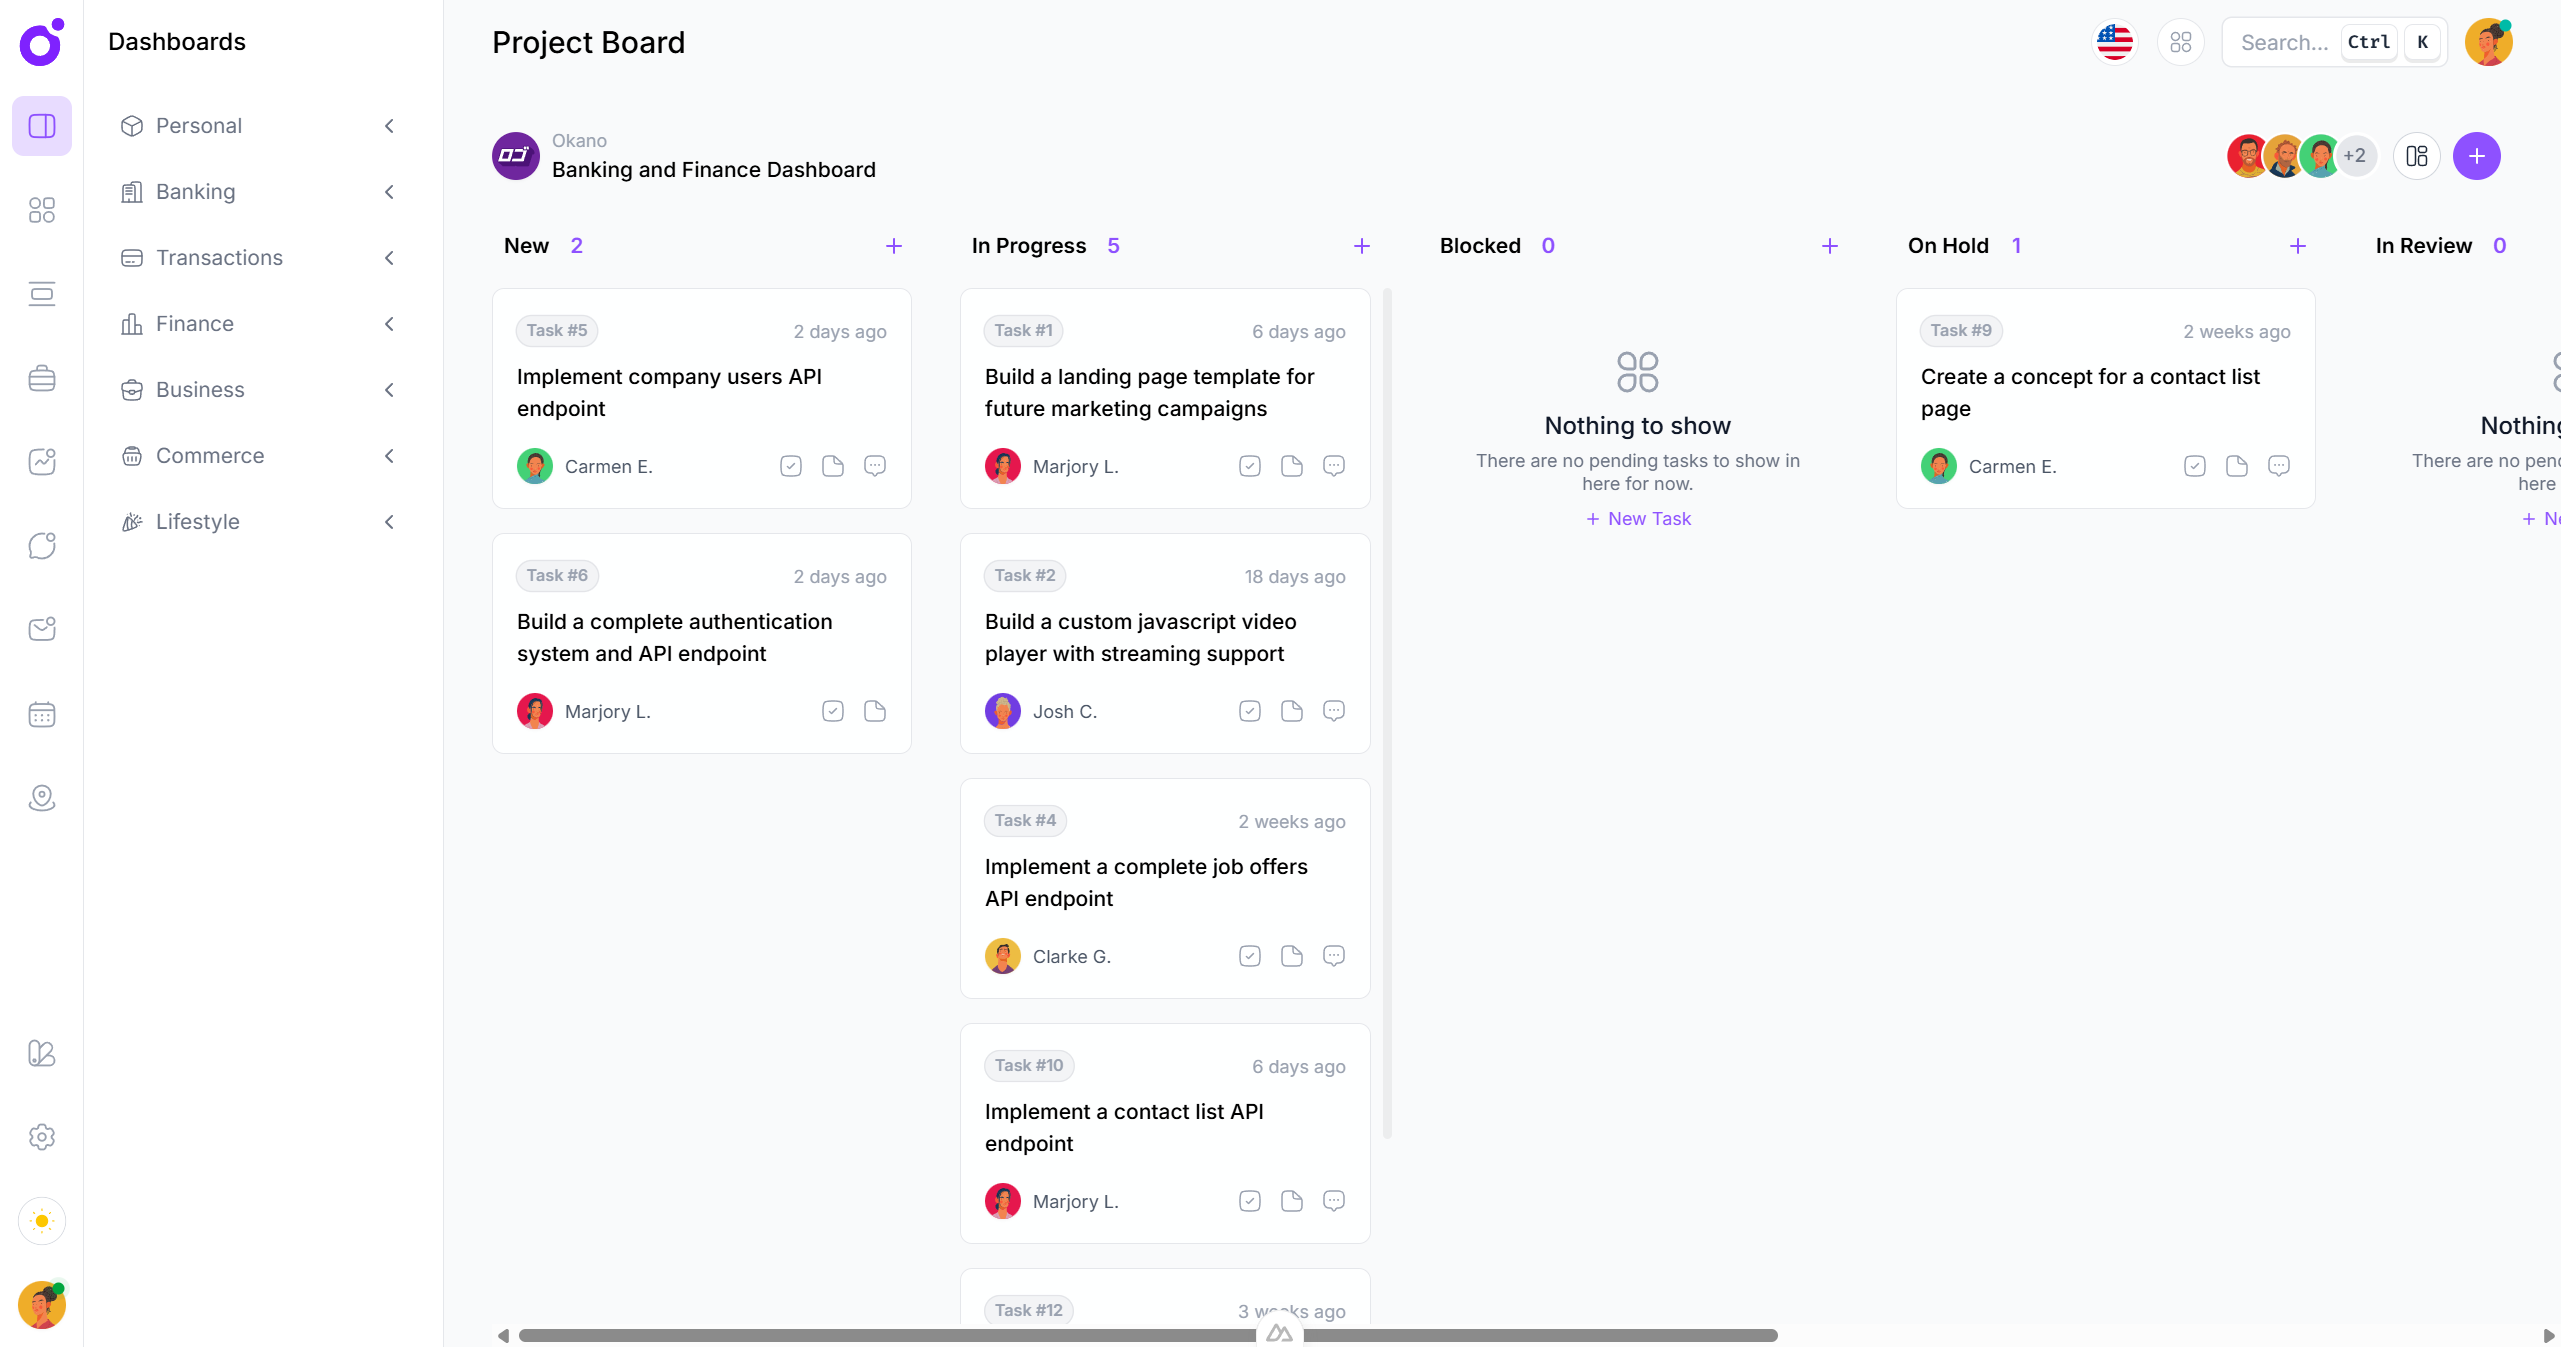 Dashboards
Personal
Banking
Transactions
Finance
Business
Commerce
Lifestyle
Project Board
Search...
Ctrl
K
Okano
Banking and Finance Dashboard
+2
New 2
Task #5
2 days ago
Implement company users API
endpoint
Carmen E.
Task #6
2 days ago
Build a complete authentication
system and API endpoint
Marjory L.
In Progress 5
Task #1
6 days ago
Build a landing page template for
future marketing campaigns
Marjory L.
Task #2
18 days ago
Build a custom javascript video
player with streaming support
Josh C.
Task #4
2 weeks ago
Implement a complete job offers
API endpoint
Clarke G.
Task #10
6 days ago
Implement a contact list API
endpoint
Marjory L.
Task #12
3 weeks ago
Blocked 0
Nothing to show
There are no pending tasks to show in
here for now.
New Task
On Hold 1
Task #9
2 weeks ago
Create a concept for a contact list
page
Carmen E.
In Review 0
Nothing
There are no
here